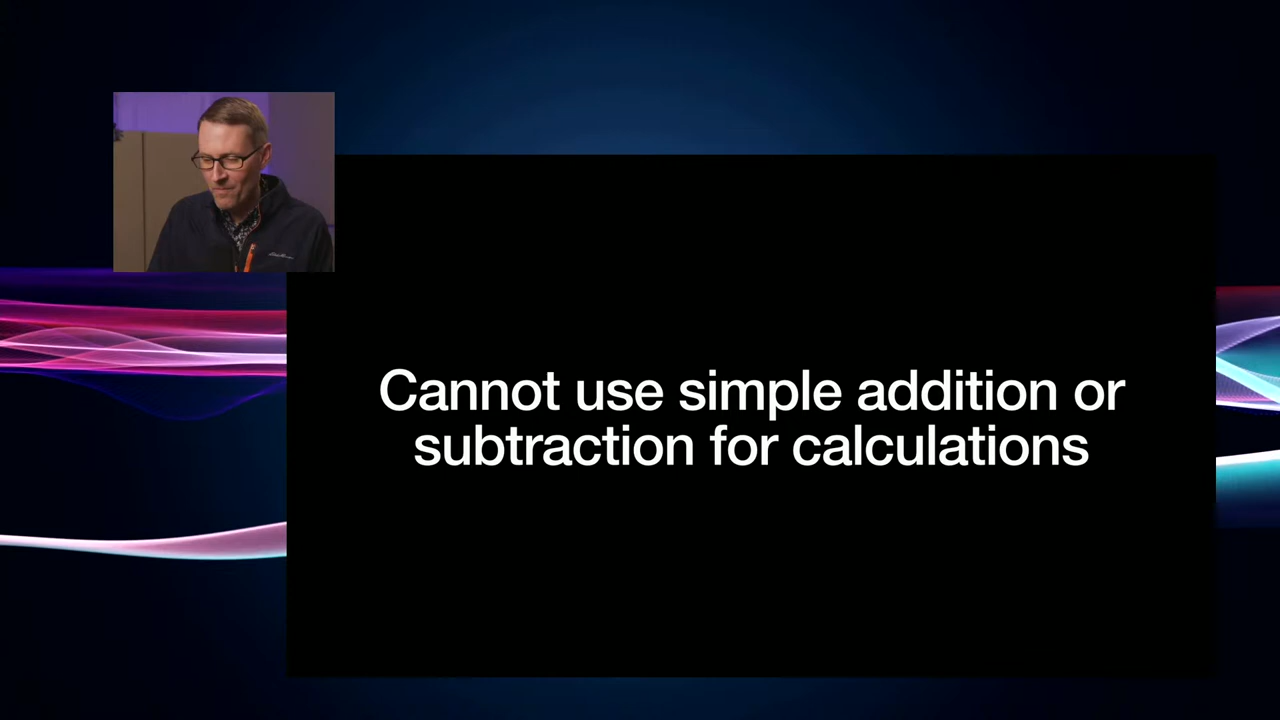 Cannot use simple addition or
subtraction for calculations